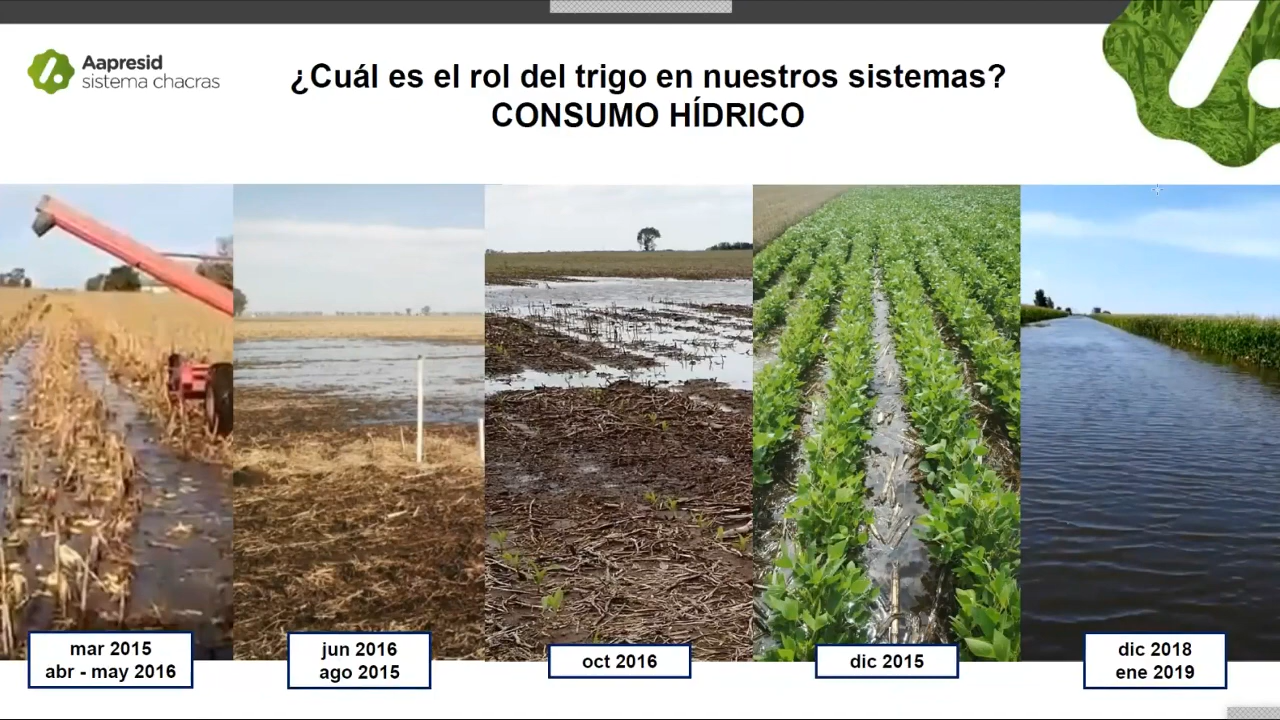 Aapresid
sistema chacras
¿Cuál es el rol del trigo en nuestros sistemas?
CONSUMO HÍDRICO
mar 2015
abr - may 2016
jun 2016
ago 2015
oct 2016
dic 2015
dic 2018
ene 2019